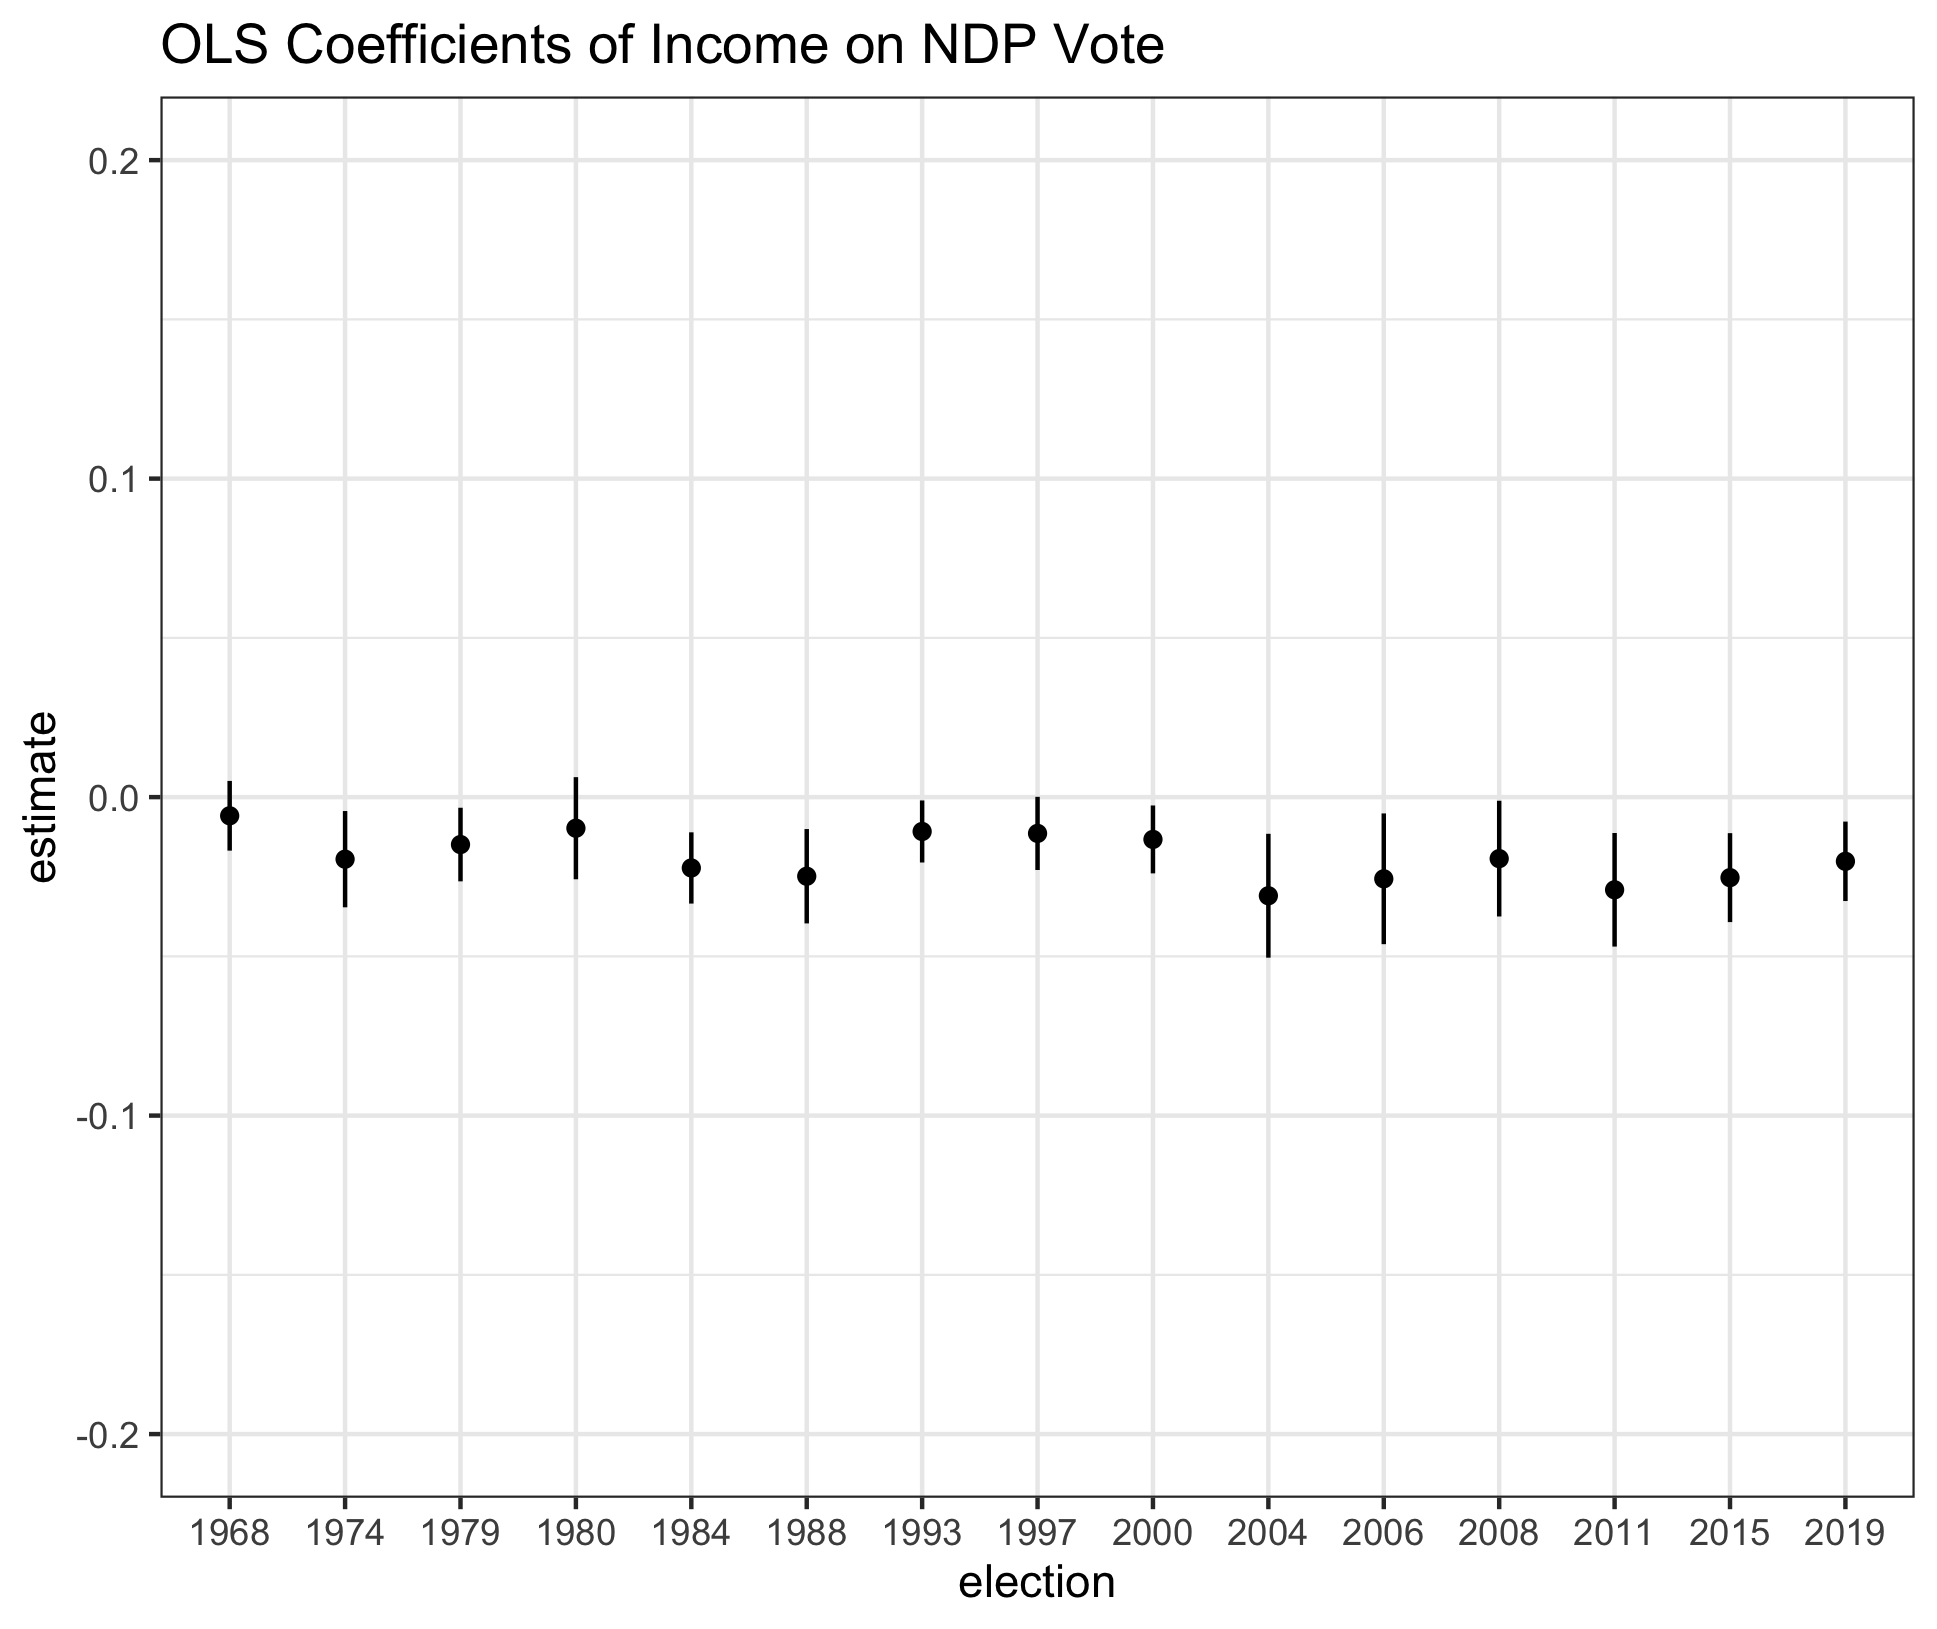 OLS Coefficients of Income on NDP Vote
0.2
0.1
0.0
-0.1
-0.2
estimate
1968 1974 1979 1980 1984 1988 1993 1997 2000 2004 2006 2008 2011 2015 2019
election